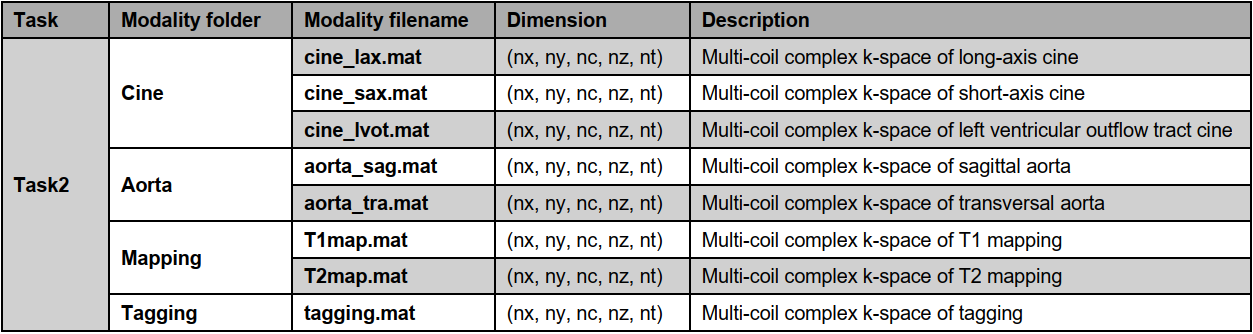 Task Modality folder Modality filename Dimension Description
cine_lax.mat (nx, ny, nc, nz, nt) Multi-coil complex k-space of long-axis cine
Cine cine_sax.mat (nx, ny, nc, nz, nt) Multi-coil complex k-space of short-axis cine
cine_lvot.mat (nx, ny, nc, nz, nt) Multi-coil complex k-space of left ventricular outflow tract cine
Task2 Aorta aorta_sag.mat (nx, ny, nc, nz, nt) Multi-coil complex k-space of sagittal aorta
aorta_tra.mat (nx, ny, nc, nz, nt) Multi-coil complex k-space of transversal aorta
Mapping T1map.mat (nx, ny, nc, nz, nt) Multi-coil complex k-space of T1 mapping
T2map.mat (nx, ny, nc, nz, nt) Multi-coil complex k-space of T2 mapping
Tagging tagging.mat (nx, ny, nc, nz, nt) Multi-coil complex k-space of tagging